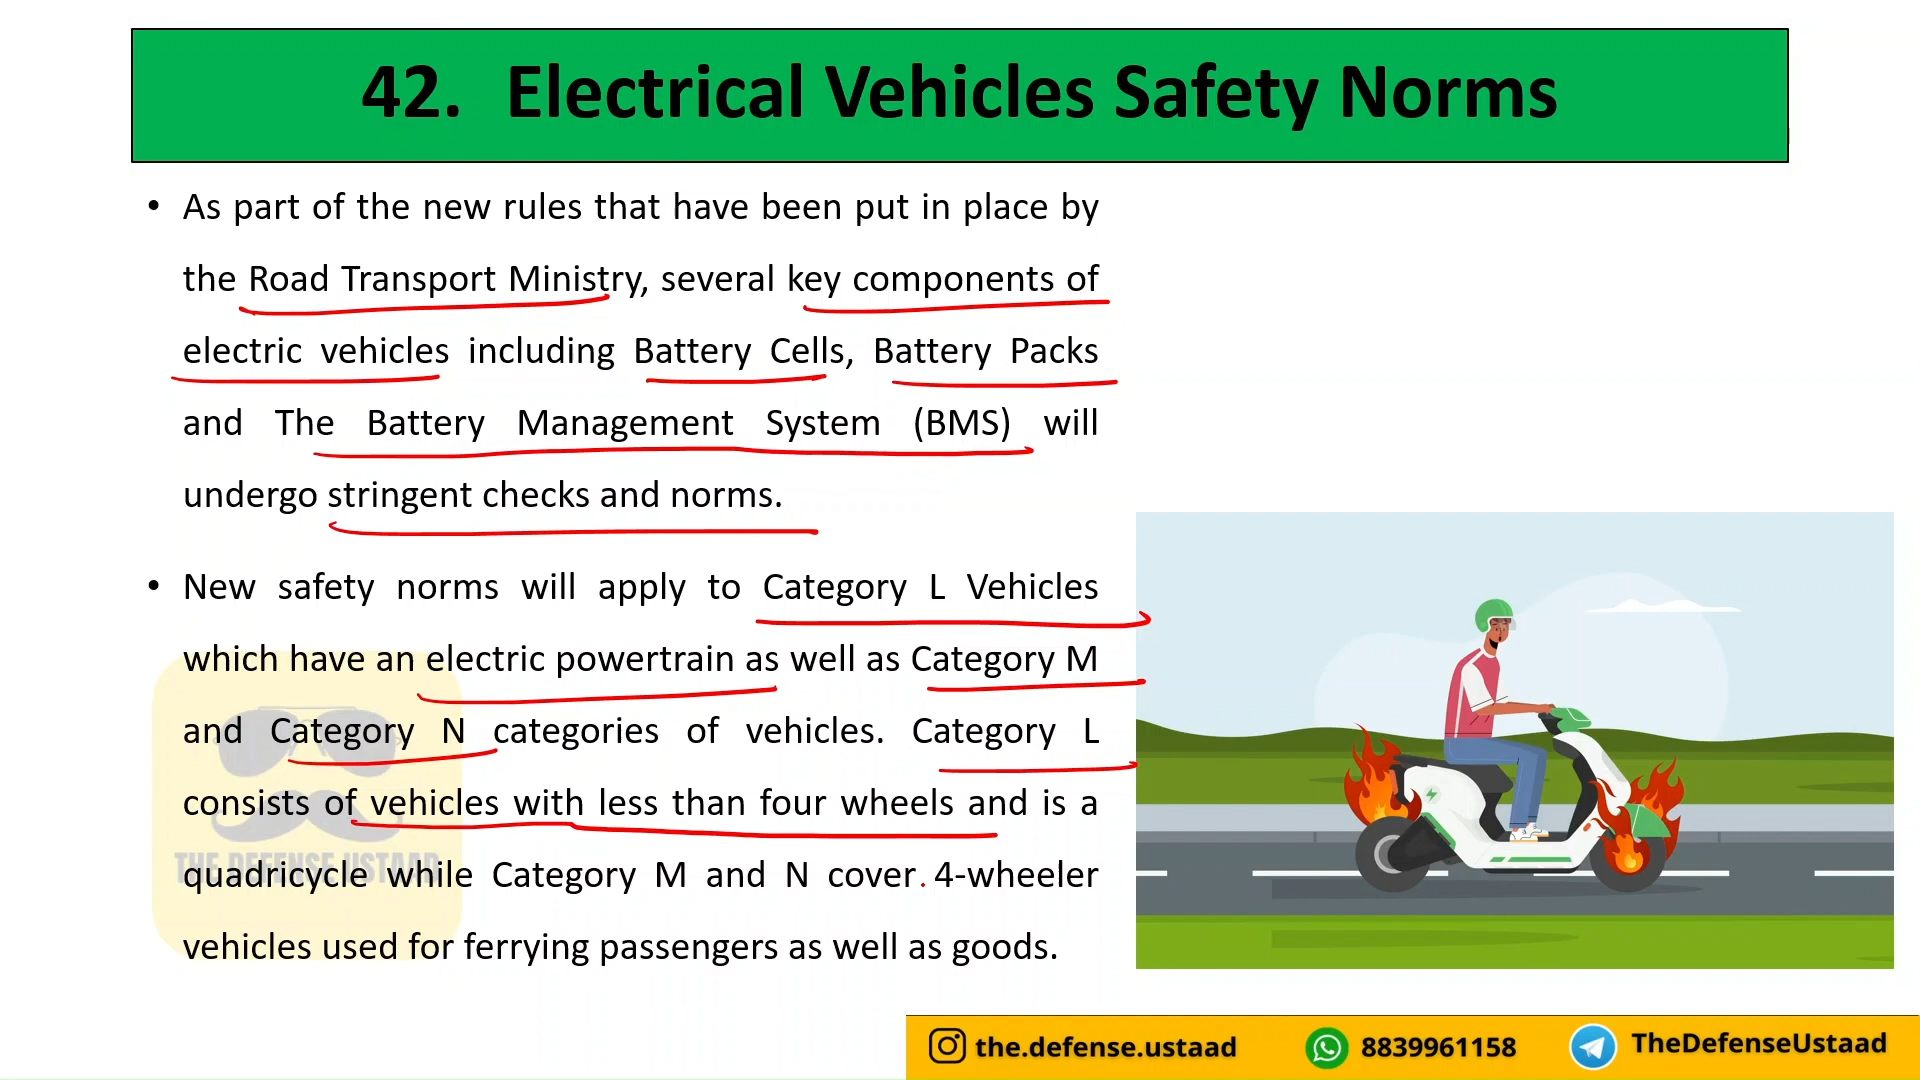 42. Electrical Vehicles Safety Norms
• As part of the new rules that have been put in place by
the Road Transport Ministry, several key components of
electric vehicles including Battery Cells, Battery Packs
and The Battery Management System (BMS) will
undergo stringent checks and norms.
• New safety norms will apply to Category L Vehicles
which have an electric powertrain as well as Category M
and Category N categories of vehicles. Category L
consists of vehicles with less than four wheels and is a
quadricycle while Category M and N cover 4-wheeler
vehicles used for ferrying passengers as well as goods.
THE DEFENSE USTAAD
the.defense.ustaad 8839961158 TheDefenseUstaad